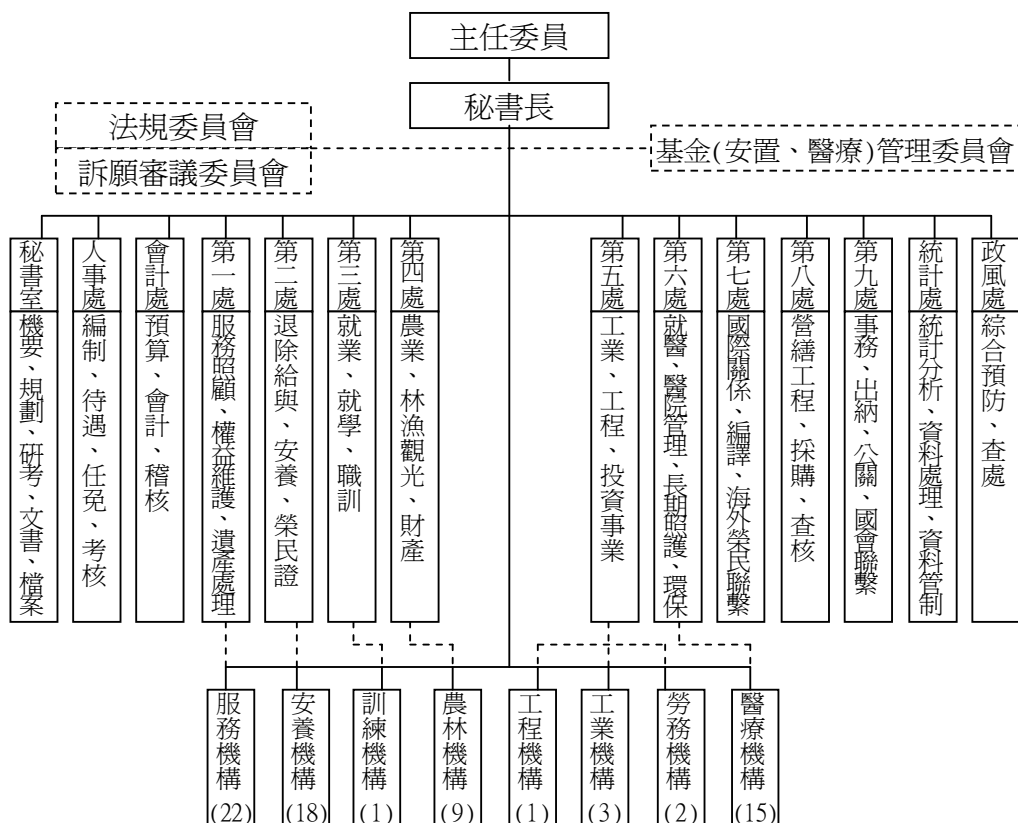 主任委員
秘書長
法規委員會
訴願審議委員會
基金(安置、醫療)管理委員會
秘書室
機要、規劃、研考、文書、檔案
人事處
編制、待遇、任免、考核
會計處
預算、會計、稽核
第一處
服務照顧、權益維護、遺產處理
第二處
退除給與、安養、榮民證
第三處
就業、就學、職訓
第四處
農業、林漁觀光、財產
第五處
工業、工程、投資事業
第六處
就醫、醫院管理、長期照護、環保
第七處
國際關係、編譯、海外榮民聯繫
第八處
營繕工程、採購、查核
第九處
事務、出納、公關、國會聯繫
統計處
統計分析、資料處理、資料管制
政風處
綜合預防、查處
服務機構
(22)
安養機構
(18)
訓練機構
(1)
農林機構
(9)
工程機構
(1)
工業機構
(3)
勞務機構
(2)
醫療機構
(15)